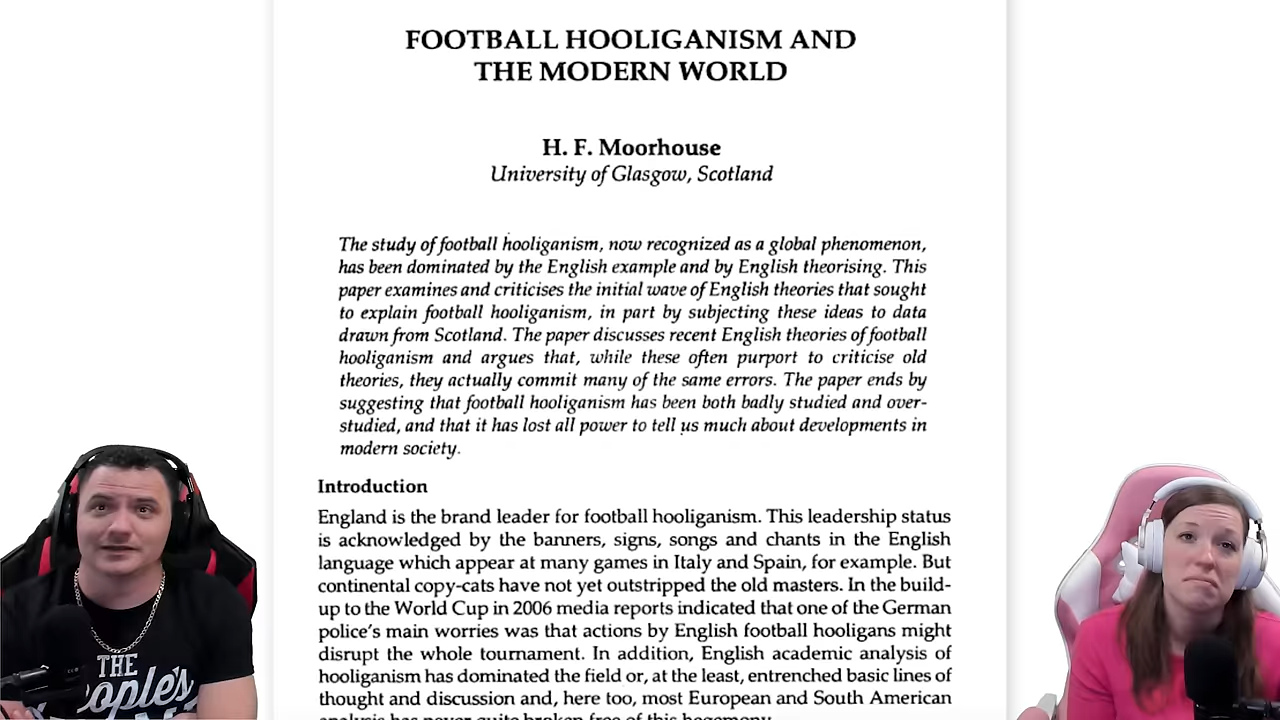 FOOTBALL HOOLIGANISM AND
THE MODERN WORLD
H. F. Moorhouse
University of Glasgow, Scotland
The study of football hooliganism, now recognized as a global phenomenon,
has been dominated by the English example and by English theorising. This
paper examines and criticises the initial wave of English theories that sought
to explain football hooliganism, in part by subjecting these ideas to data
drawn from Scotland. The paper discusses recent English theories of football
hooliganism and argues that, while these often purport to criticise old
theories, they actually commit many of the same errors. The paper ends by
suggesting that football hooliganism has been both badly studied and over-
studied, and that it has lost all power to tell us much about developments in
modern society.
Introduction
England is the brand leader for football hooliganism. This leadership status
is acknowledged by the banners, signs, songs and chants in the English
language which appear at many games in Italy and Spain, for example. But
continental copy-cats have not yet outstripped the old masters. In the build-
up to the World Cup in 2006 media reports indicated that one of the German
police's main worries was that actions by English football hooligans might
disrupt the whole tournament. In addition, English academic analysis of
hooliganism has dominated the field or, at the least, entrenched basic lines of
thought and discussion and, here too, most European and South American
analysis has never quite broken free of this hegemony.
THE
people's